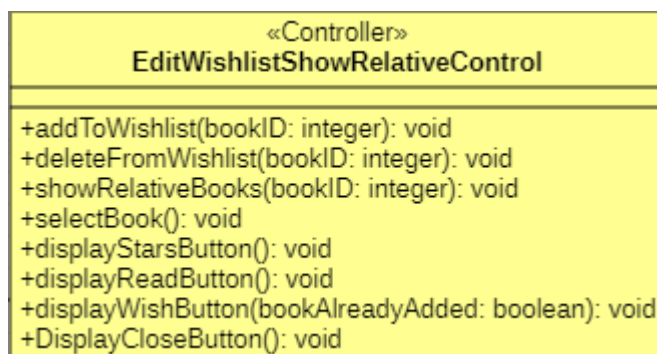 «Controller»
EditWishlistShowRelativeControl
+addToWishlist(bookID: integer): void
+deleteFromWishlist(bookID: integer): void
+showRelativeBooks(bookID: integer): void
+selectBook(): void
+displayStarsButton(): void
+displayReadButton(): void
+displayWishButton(bookAlreadyAdded: boolean): void
+DisplayCloseButton(): void